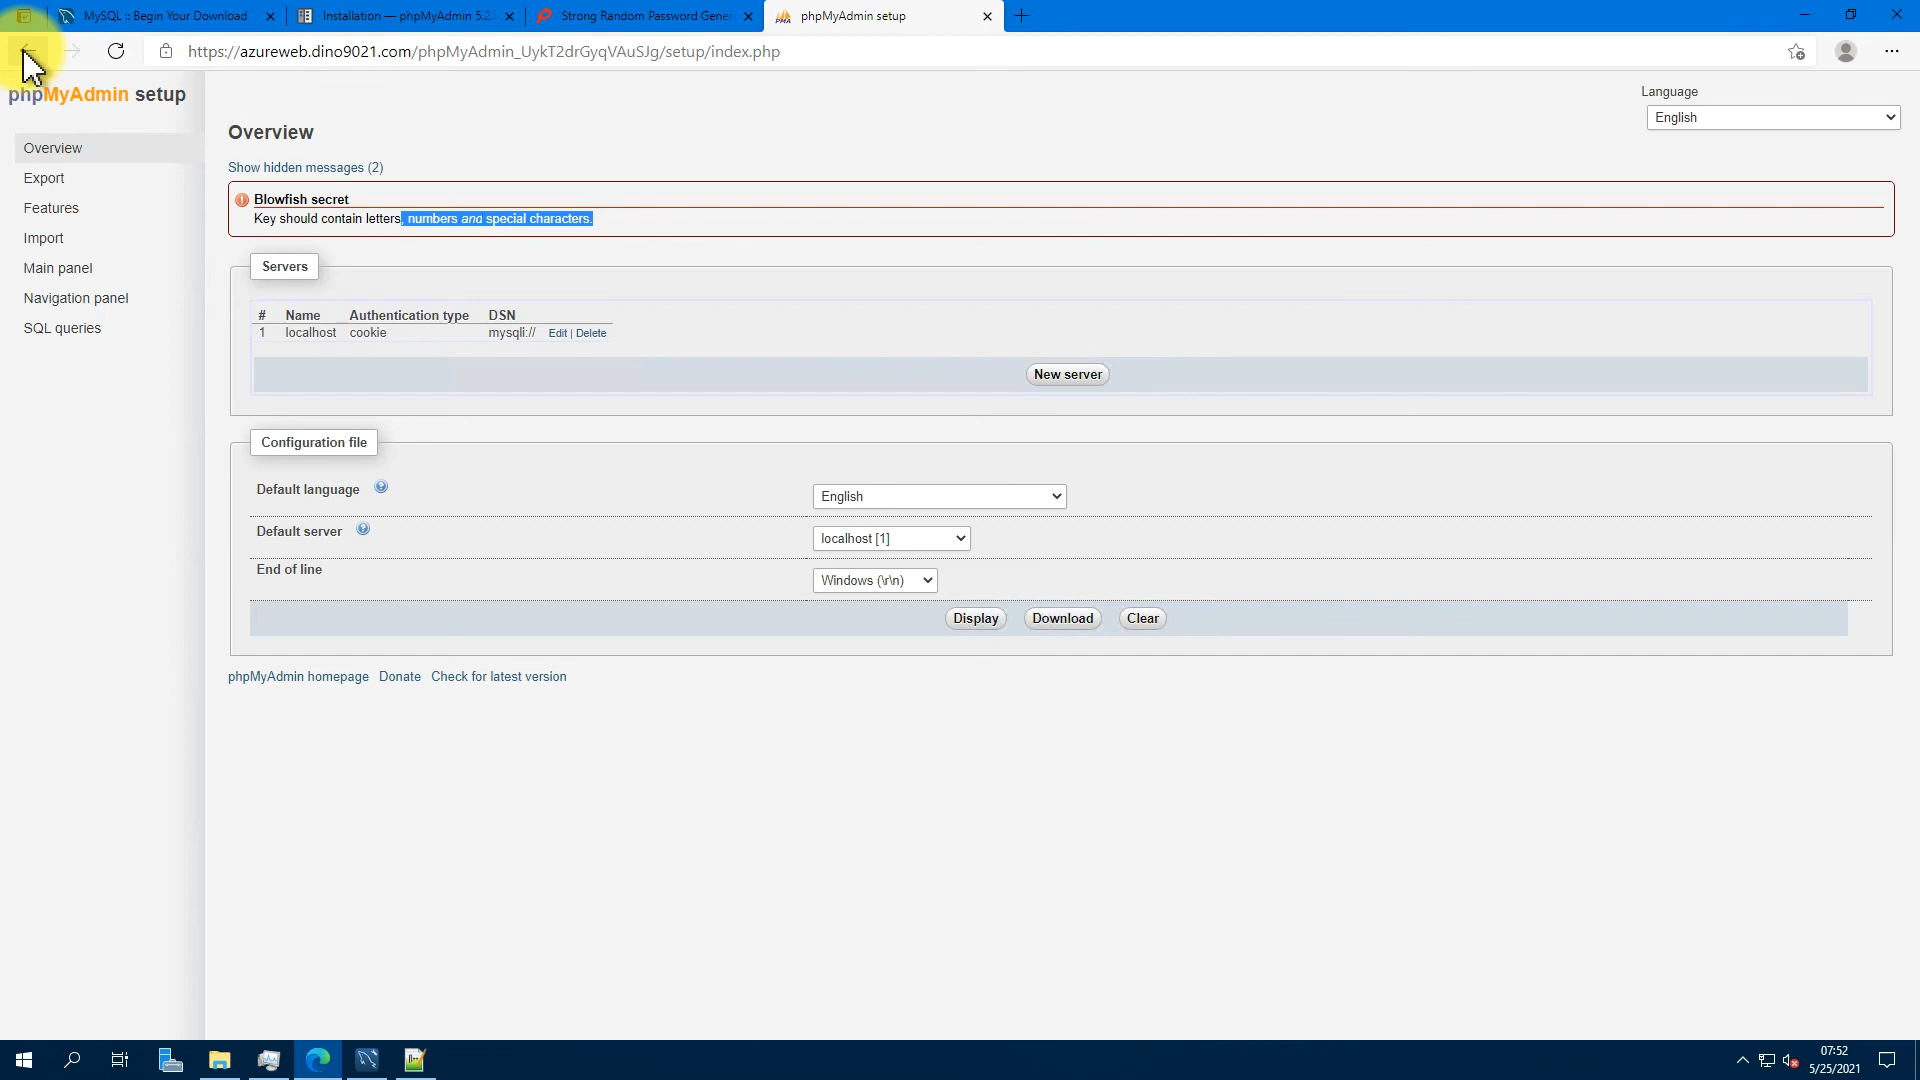 MySQL :: Begin Your Download
Installation — phpMyAdmin 5.2
Strong Random Password Gener
phpMyAdmin setup
https://azureweb.dino9021.com/phpMyAdmin_UykT2drGyqVAuSJg/setup/index.php
phpMyAdmin setup
Overview
Export
Features
Import
Main panel
Navigation panel
SQL queries
Language
English
Overview
Show hidden messages (2)
Blowfish secret
Key should contain letters, numbers and special characters.
Servers
# Name Authentication type DSN
1 localhost cookie mysqli:// Edit | Delete
New server
Configuration file
Default language English
Default server localhost [1]
End of line Windows (\r\n)
Display Download Clear
phpMyAdmin homepage Donate Check for latest version
07:52
5/25/2021